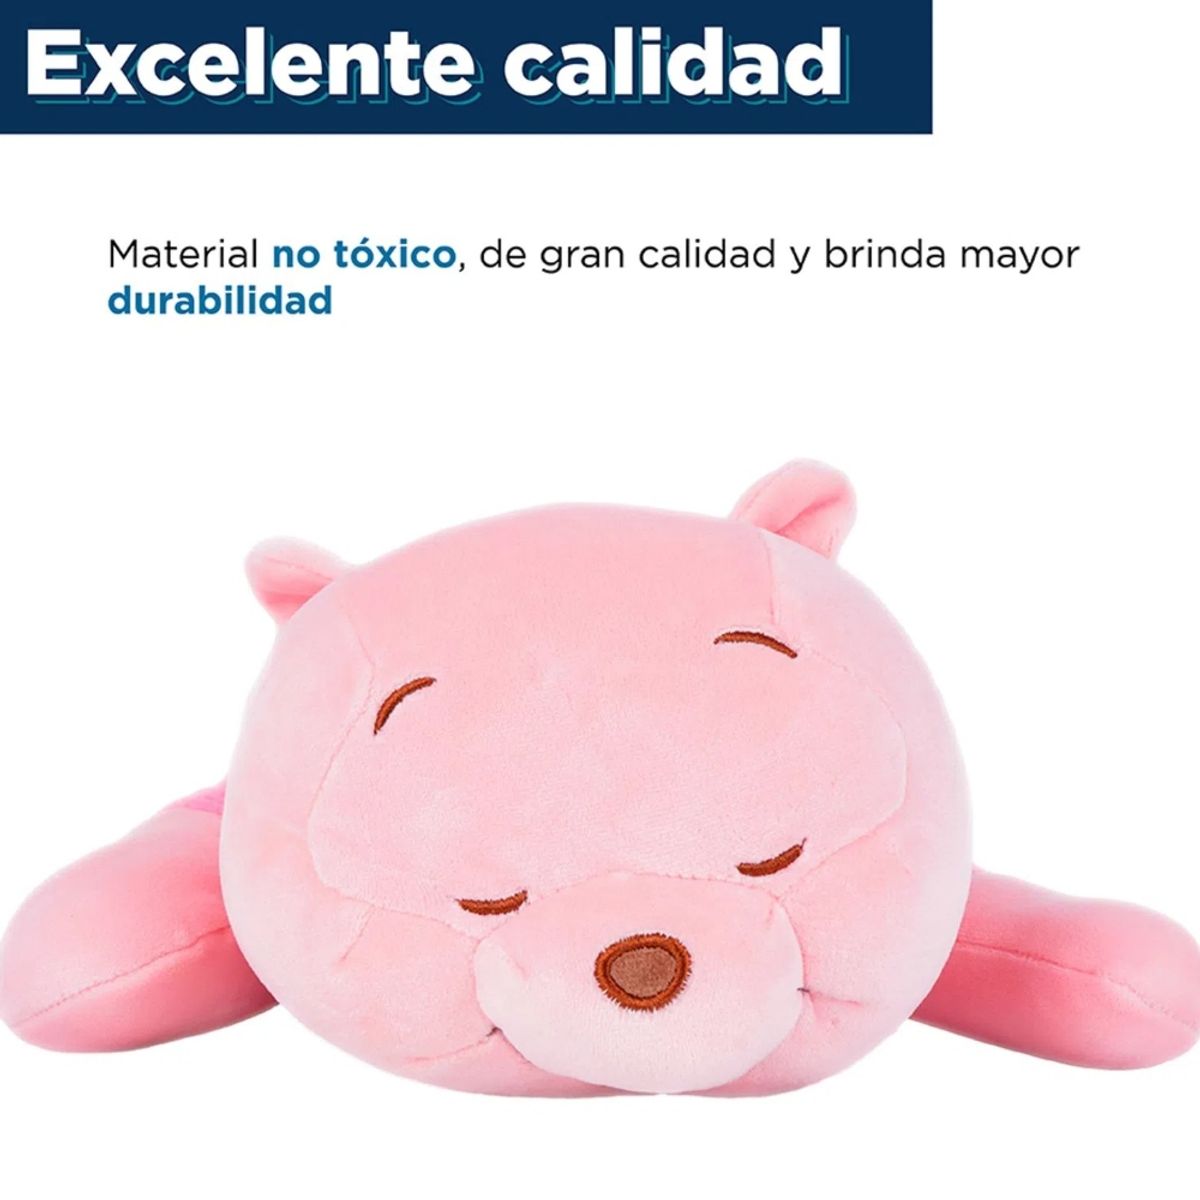 Excelente calidad
Material no tóxico, de gran calidad y brinda mayor
durabilidad